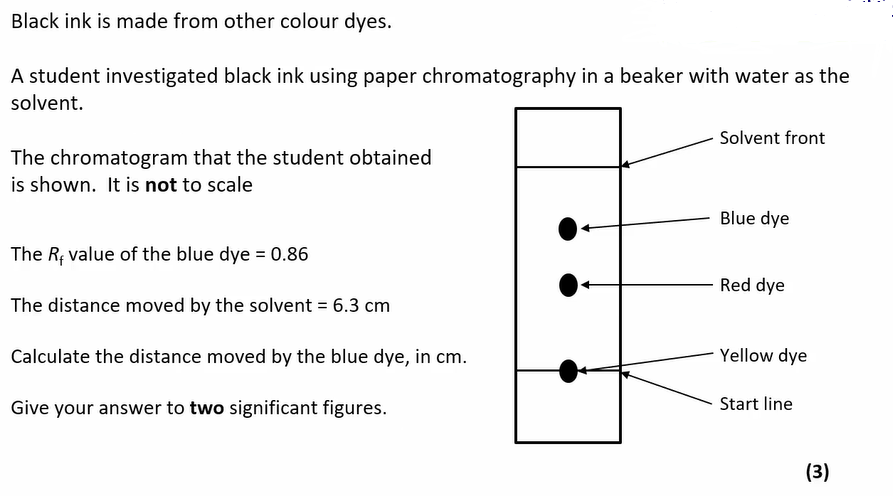 Black ink is made from other colour dyes.
A student investigated black ink using paper chromatography in a beaker with water as the
solvent.
The chromatogram that the student obtained
is shown.  It is not to scale
The Rf value of the blue dye = 0.86
The distance moved by the solvent = 6.3 cm
Calculate the distance moved by the blue dye, in cm.
Give your answer to two significant figures.
Solvent front
Blue dye
Red dye
Yellow dye
Start line
(3)